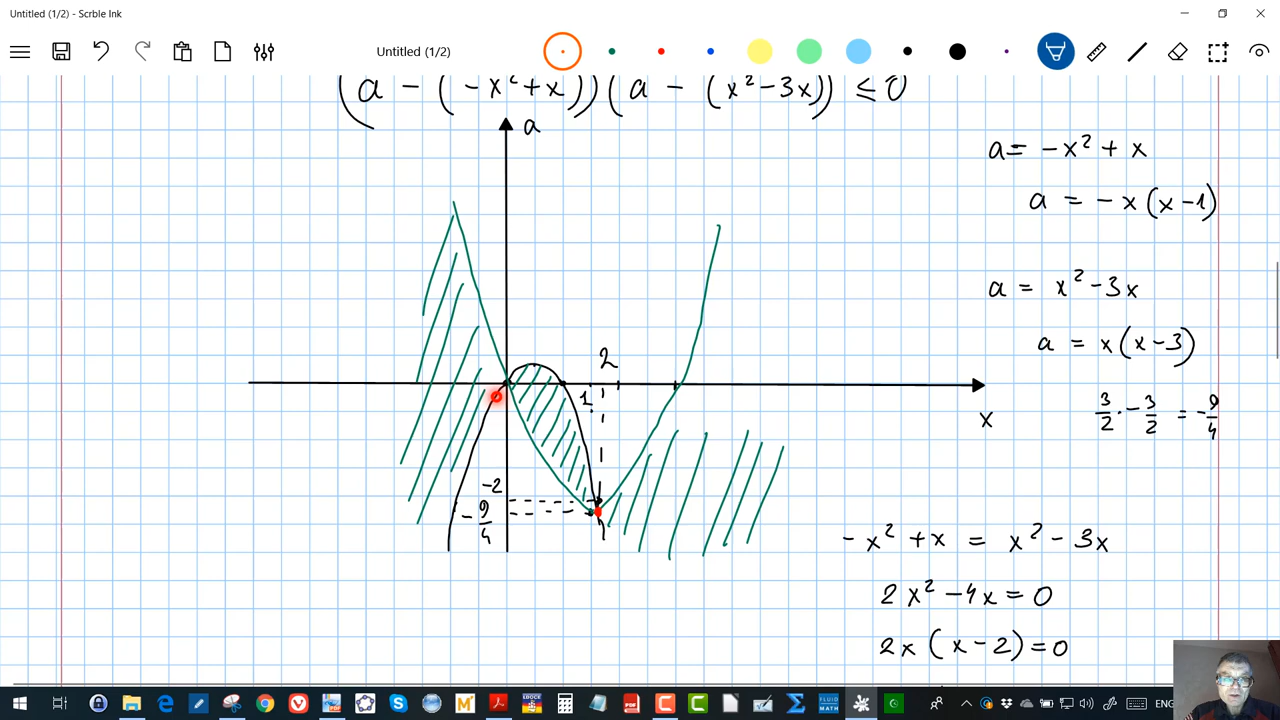 Untitled (1/2) - Scrble Ink
Untitled (1/2)
(a - (-x² + x))(a - (x² - 3x)) ≤ 0
a
a = -x² + x
a = -x(x-1)
a = x² - 3x
a = x(x-3)
3/2 · -3/2 = -9/4
2
1
x
-2
-9/4
-x² + x = x² - 3x
2x² - 4x = 0
2x(x-2) = 0
ENG